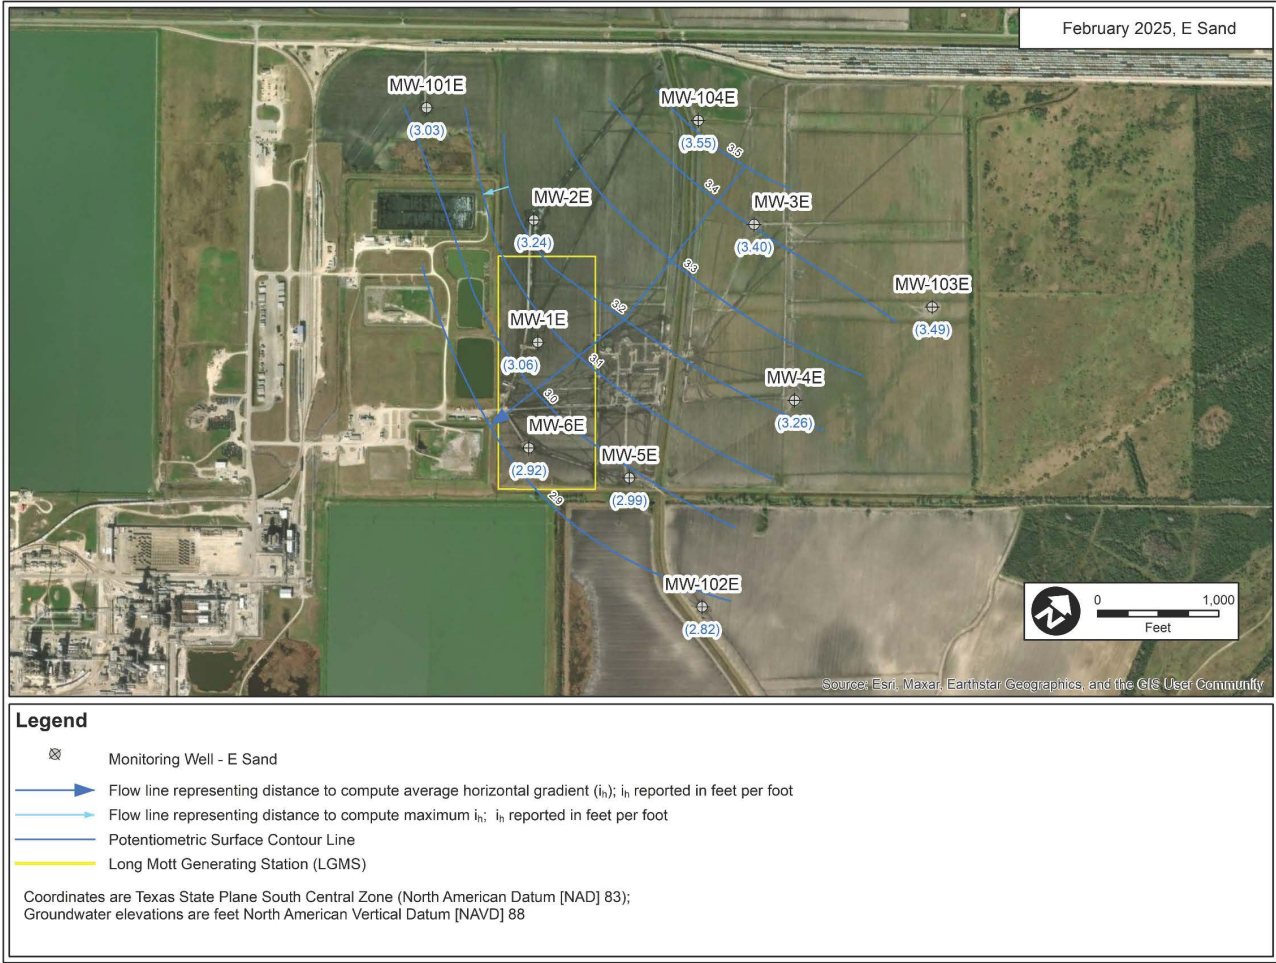 February 2025, E Sand
MW-101E
(3.03)
MW-104E
(3.55)
3.5
3.4
MW-2E
(3.24)
MW-3E
(3.40)
3.3
MW-103E
(3.49)
3.2
MW-1E
(3.06)
3.1
3.0
MW-4E
(3.26)
MW-6E
(2.92)
MW-5E
(2.99)
2.9
MW-102E
(2.82)
N
0 1,000
Feet
Source: Esri, Maxar, Earthstar Geographics, and the GIS User Community
Legend
Monitoring Well - E Sand
Flow line representing distance to compute average horizontal gradient (iₕ); iₕ reported in feet per foot
Flow line representing distance to compute maximum iₕ; iₕ reported in feet per foot
Potentiometric Surface Contour Line
Long Mott Generating Station (LGMS)
Coordinates are Texas State Plane South Central Zone (North American Datum [NAD] 83);
Groundwater elevations are feet North American Vertical Datum [NAVD] 88